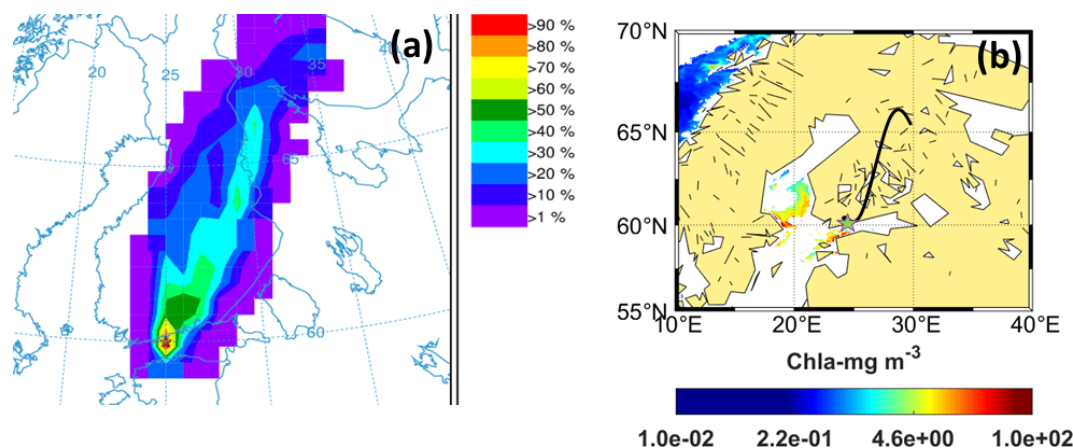 (a)
20
25
30
65
60
>90 %
>80 %
>70 %
>60 %
>50 %
>40 %
>30 %
>20 %
>10 %
>1 %
(b)
70°N
65°N
60°N
55°N
10°E 20°E 30°E 40°E
Chla-mg m⁻³
1.0e-02 2.2e-01 4.6e+00 1.0e+02